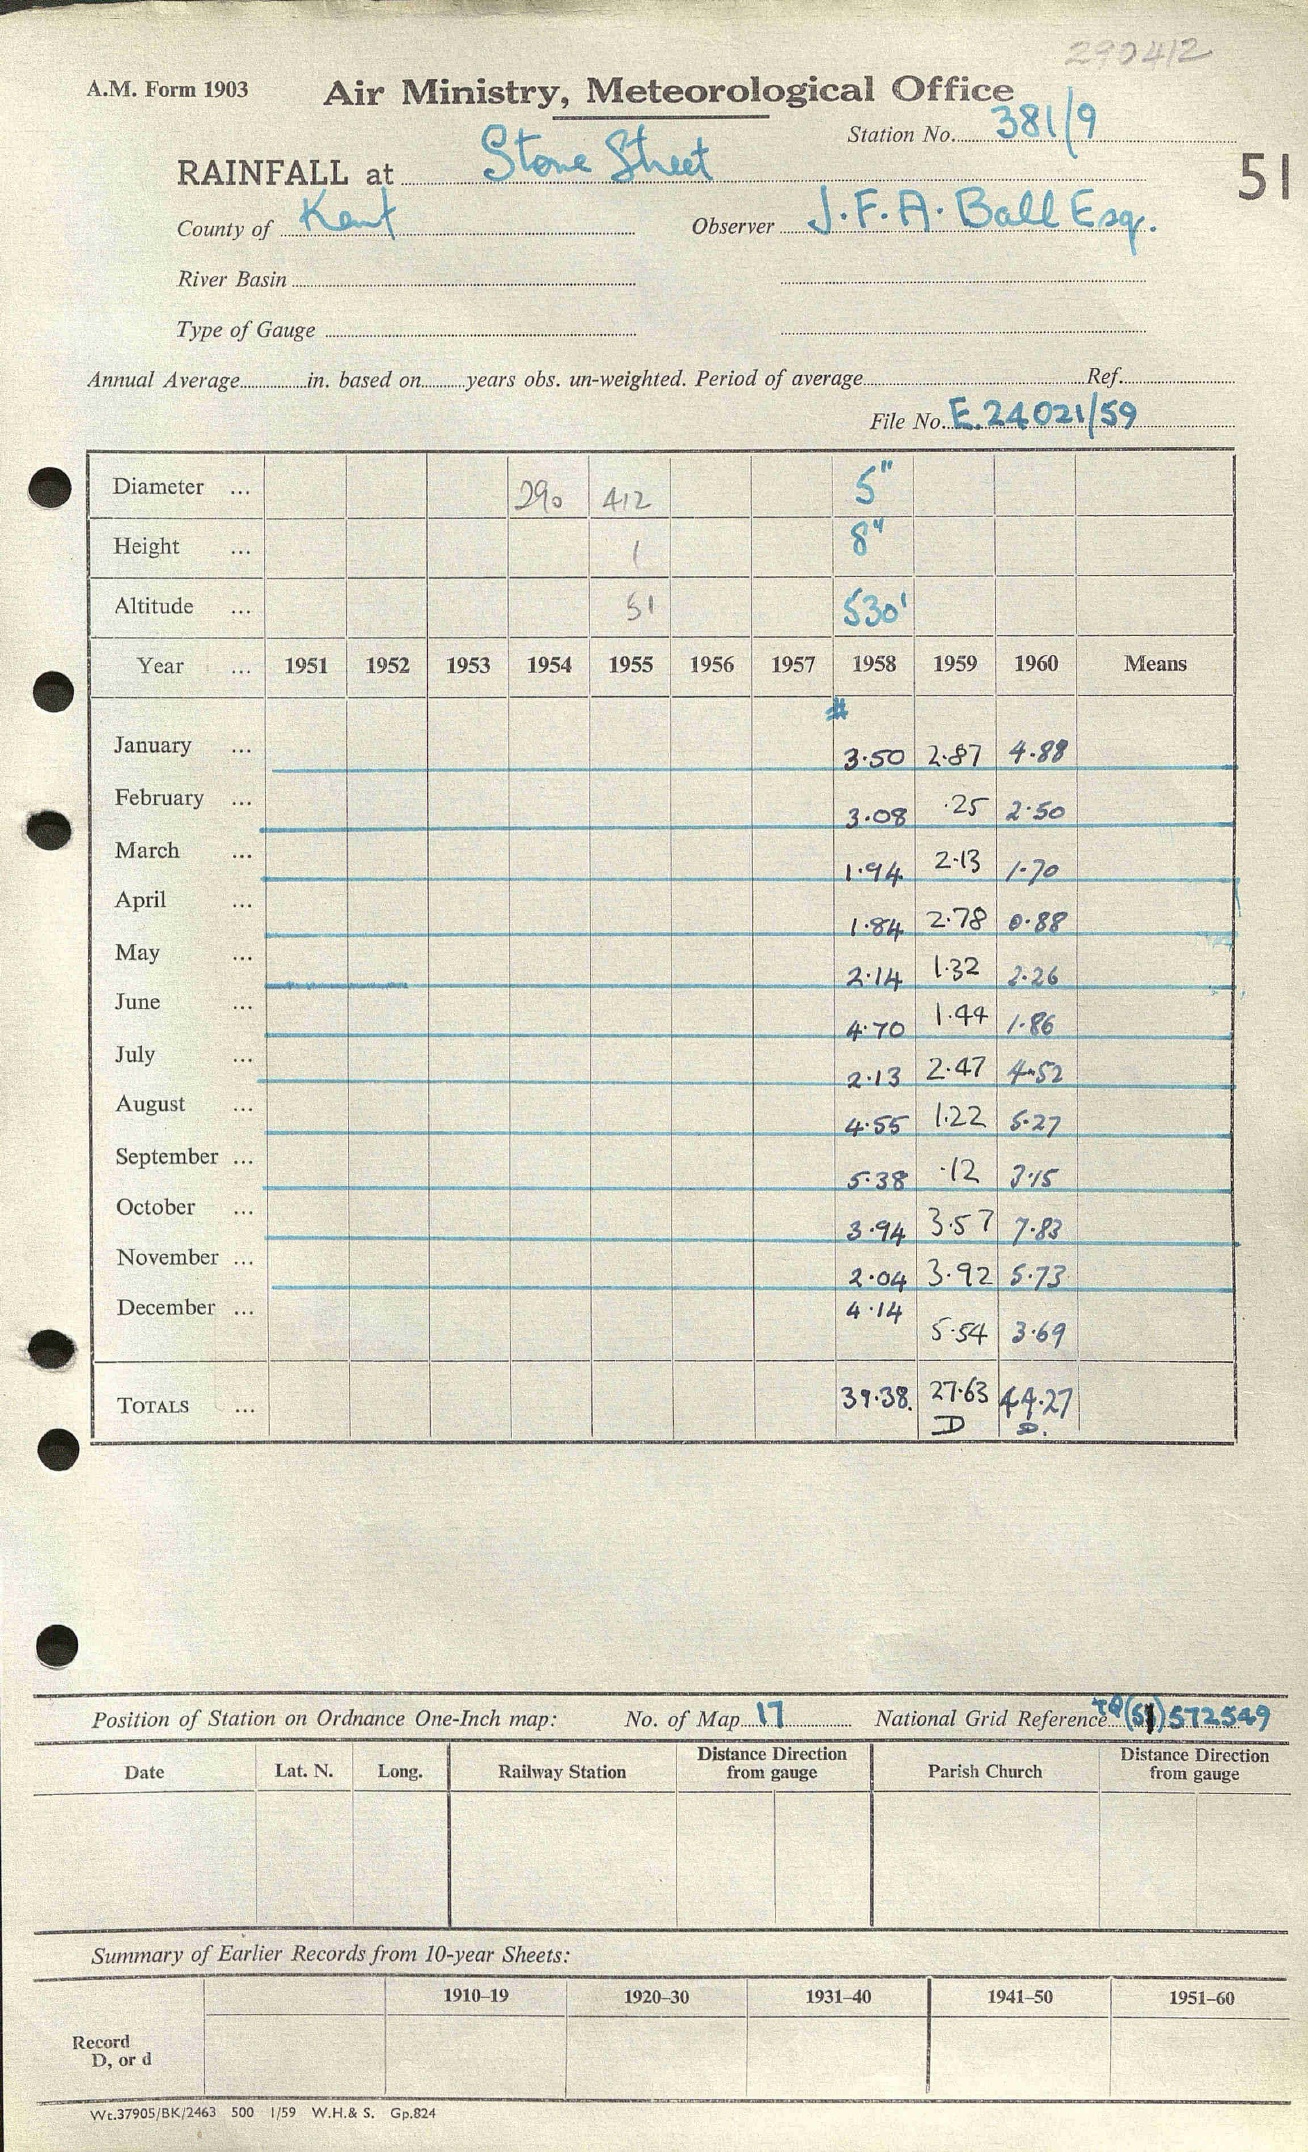 290412
A.M. Form 1903
Air Ministry, Meteorological Office
Station No. 381/9
RAINFALL at Stone Street
51
County of Kent Observer J. F. A. Ball Esq.
River Basin
Type of Gauge
Annual Average in. based on years obs. un-weighted. Period of average Ref.
File No. E.24021/59
Diameter ... 290 412 5"
Height ... 1 8"
Altitude ... 51 530'
Year ... 1951 1952 1953 1954 1955 1956 1957 1958 1959 1960 Means
#
January ... 3.50 2.87 4.88
February ... 3.08 .25 2.50
March ... 1.94 2.13 1.70
April ... 1.84 2.78 0.88
May ... 2.14 1.32 2.26
June ... 4.70 1.44 1.86
July ... 2.13 2.47 4.52
August ... 4.55 1.22 5.27
September ... 5.38 .12 3.15
October ... 3.94 3.57 7.83
November ... 2.04 3.92 5.73
December ... 4.14 5.54 3.69
TOTALS ... 39.38. 27.63 44.27
D D.
Position of Station on Ordnance One-Inch map: No. of Map 17 National Grid Reference TQ (51) 572549
Date Lat. N. Long. Railway Station Distance Direction from gauge Parish Church Distance Direction from gauge
Summary of Earlier Records from 10-year Sheets:
1910–19 1920–30 1931–40 1941–50 1951–60
Record
D, or d
Wt.37905/BK/2463 500 1/59 W.H.& S. Gp.824